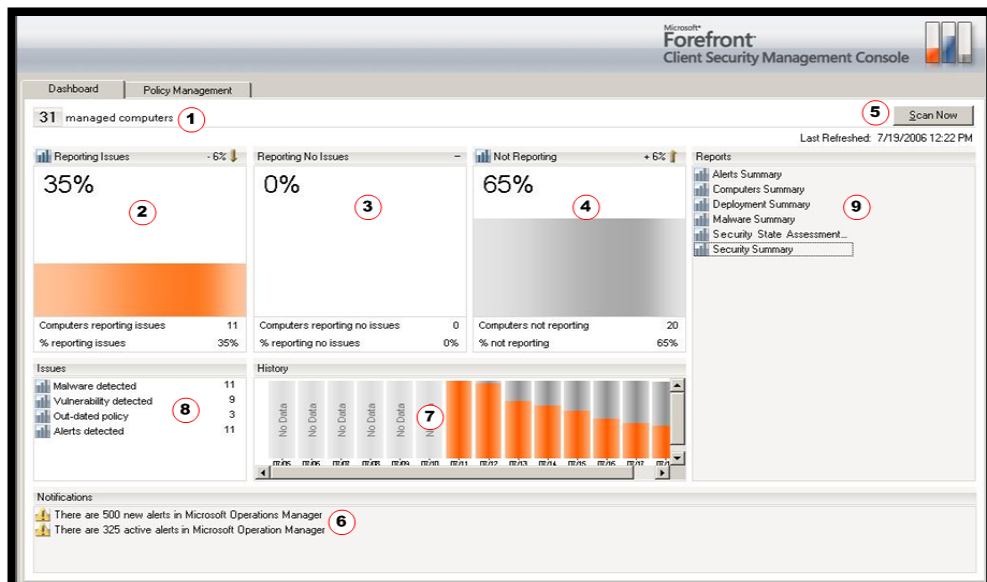 Microsoft®
Forefront™
Client Security Management Console
Dashboard
Policy Management
31 managed computers
1
5
Scan Now
Last Refreshed: 7/19/2006 12:22 PM
Reporting Issues - 6%
35%
2
Computers reporting issues 11
% reporting issues 35%
Reporting No Issues –
0%
3
Computers reporting no issues 0
% reporting no issues 0%
Not Reporting + 6%
65%
4
Computers not reporting 20
% not reporting 65%
Reports
Alerts Summary
Computers Summary
Deployment Summary
Malware Summary
Security State Assessment...
Security Summary
9
Issues
Malware detected 11
Vulnerability detected 9
Out-dated policy 3
Alerts detected 11
8
History
No Data
No Data
No Data
No Data
No Data
7
Notifications
There are 500 new alerts in Microsoft Operations Manager
There are 325 active alerts in Microsoft Operation Manager
6